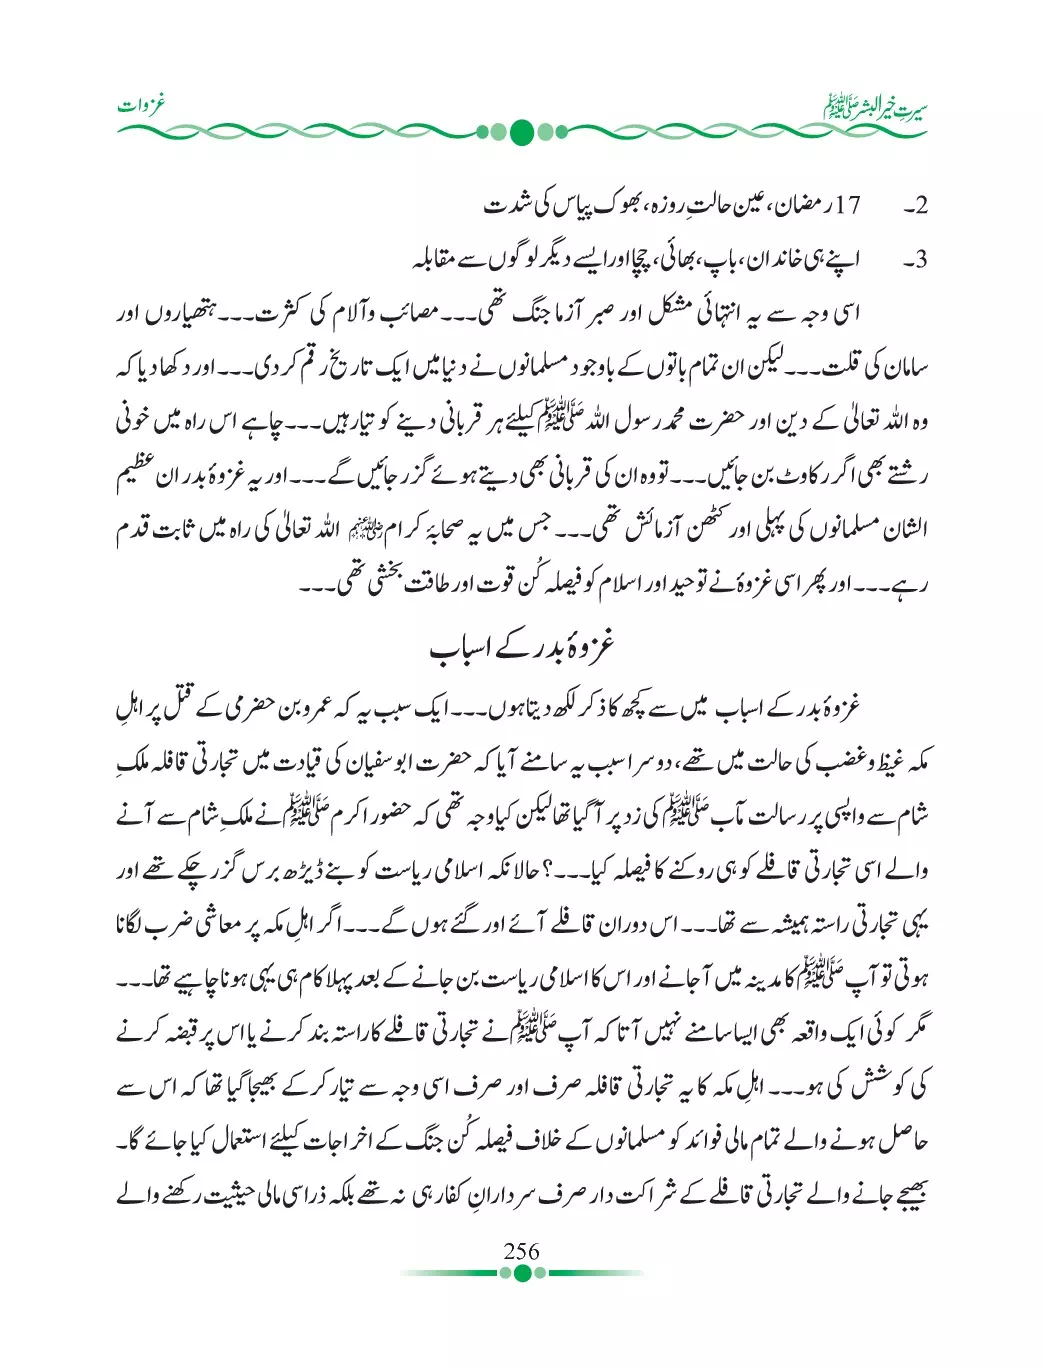 سیرتِ خیر البشر ﷺ
غزوات
2۔ 17 رمضان، عین حالتِ روزہ، بھوک پیاس کی شدت
3۔ اپنے ہی خاندان، باپ، بھائی، چچا اور ایسے دیگر لوگوں سے مقابلہ
اسی وجہ سے یہ انتہائی مشکل اور صبر آزما جنگ تھی۔۔۔مصائب وآلام کی کثرت۔۔۔ہتھیاروں اور
سامان کی قلت۔۔۔لیکن ان تمام باتوں کے باوجود مسلمانوں نے دنیا میں ایک تاریخ رقم کر دی۔۔۔اور دکھا دیا کہ
وہ اللہ تعالیٰ کے دین اور حضرت محمد رسول اللہ ﷺ کیلئے ہر قربانی دینے کو تیار ہیں۔۔۔چاہے اس راہ میں خونی
رشتے بھی اگر رکاوٹ بن جائیں۔۔۔تو وہ ان کی قربانی بھی دیتے ہوئے گزر جائیں گے۔۔۔اور یہ غزوۂ بدر ان عظیم
الشان مسلمانوں کی پہلی اور کٹھن آزمائش تھی۔۔۔ جس میں یہ صحابۂ کرام رضی اللہ عنہم اللہ تعالیٰ کی راہ میں ثابت قدم
رہے۔۔۔اور پھر اسی غزوۂ نے توحید اور اسلام کو فیصلہ کُن قوت اور طاقت بخشی تھی۔۔۔
غزوۂ بدر کے اسباب
غزوۂ بدر کے اسباب میں سے کچھ کا ذکر لکھ دیتا ہوں۔۔۔ایک سبب یہ کہ عمرو بن حضرمی کے قتل پر اہلِ
مکہ غیظ وغضب کی حالت میں تھے، دوسرا سبب یہ سامنے آیا کہ حضرت ابوسفیان کی قیادت میں تجارتی قافلہ ملکِ
شام سے واپسی پر رسالت مآب ﷺ کی زد پر آ گیا تھا لیکن کیا وجہ تھی کہ حضور اکرم ﷺ نے ملکِ شام سے آنے
والے اسی تجارتی قافلے کو ہی روکنے کا فیصلہ کیا۔۔۔؟ حالانکہ اسلامی ریاست کو بنے ڈیڑھ برس گزر چکے تھے اور
یہی تجارتی راستہ ہمیشہ سے تھا۔۔۔اس دوران قافلے آئے اور گئے ہوں گے۔۔۔اگر اہلِ مکہ پر معاشی ضرب لگانا
ہوتی تو آپ ﷺ کا مدینہ میں آ جانے اور اس کا اسلامی ریاست بن جانے کے بعد پہلا کام ہی یہی ہونا چاہیے تھا۔۔۔
مگر کوئی ایک واقعہ بھی ایسا سامنے نہیں آتا کہ آپ ﷺ نے تجارتی قافلے کا راستہ بند کرنے یا اس پر قبضہ کرنے
کی کوشش کی ہو۔۔۔ اہلِ مکہ کا یہ تجارتی قافلہ صرف اور صرف اسی وجہ سے تیار کرکے بھیجا گیا تھا کہ اس سے
حاصل ہونے والے تمام مالی فوائد کو مسلمانوں کے خلاف فیصلہ کُن جنگ کے اخراجات کیلئے استعمال کیا جائے گا۔
بھیجے جانے والے تجارتی قافلے کے شراکت دار صرف سردارانِ کفار ہی نہ تھے بلکہ ذرا سی مالی حیثیت رکھنے والے
256